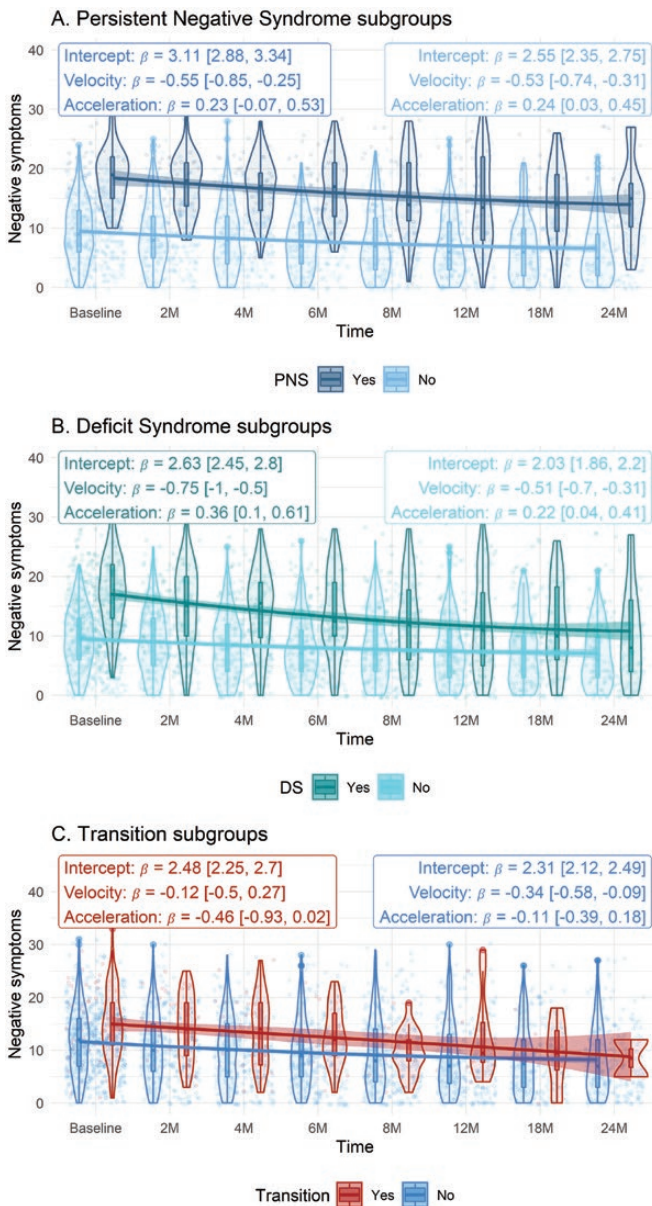 A. Persistent Negative Syndrome subgroups
40
30
20
10
0
Negative symptoms
Intercept: β = 3.11 [2.88, 3.34]
Velocity: β = -0.55 [-0.85, -0.25]
Acceleration: β = 0.23 [-0.07, 0.53]
Intercept: β = 2.55 [2.35, 2.75]
Velocity: β = -0.53 [-0.74, -0.31]
Acceleration: β = 0.24 [0.03, 0.45]
Baseline 2M 4M 6M 8M 12M 18M 24M
Time
PNS Yes No
B. Deficit Syndrome subgroups
40
30
20
10
0
Negative symptoms
Intercept: β = 2.63 [2.45, 2.8]
Velocity: β = -0.75 [-1, -0.5]
Acceleration: β = 0.36 [0.1, 0.61]
Intercept: β = 2.03 [1.86, 2.2]
Velocity: β = -0.51 [-0.7, -0.31]
Acceleration: β = 0.22 [0.04, 0.41]
Baseline 2M 4M 6M 8M 12M 18M 24M
Time
DS Yes No
C. Transition subgroups
40
30
20
10
0
Negative symptoms
Intercept: β = 2.48 [2.25, 2.7]
Velocity: β = -0.12 [-0.5, 0.27]
Acceleration: β = -0.46 [-0.93, 0.02]
Intercept: β = 2.31 [2.12, 2.49]
Velocity: β = -0.34 [-0.58, -0.09]
Acceleration: β = -0.11 [-0.39, 0.18]
Baseline 2M 4M 6M 8M 12M 18M 24M
Time
Transition Yes No